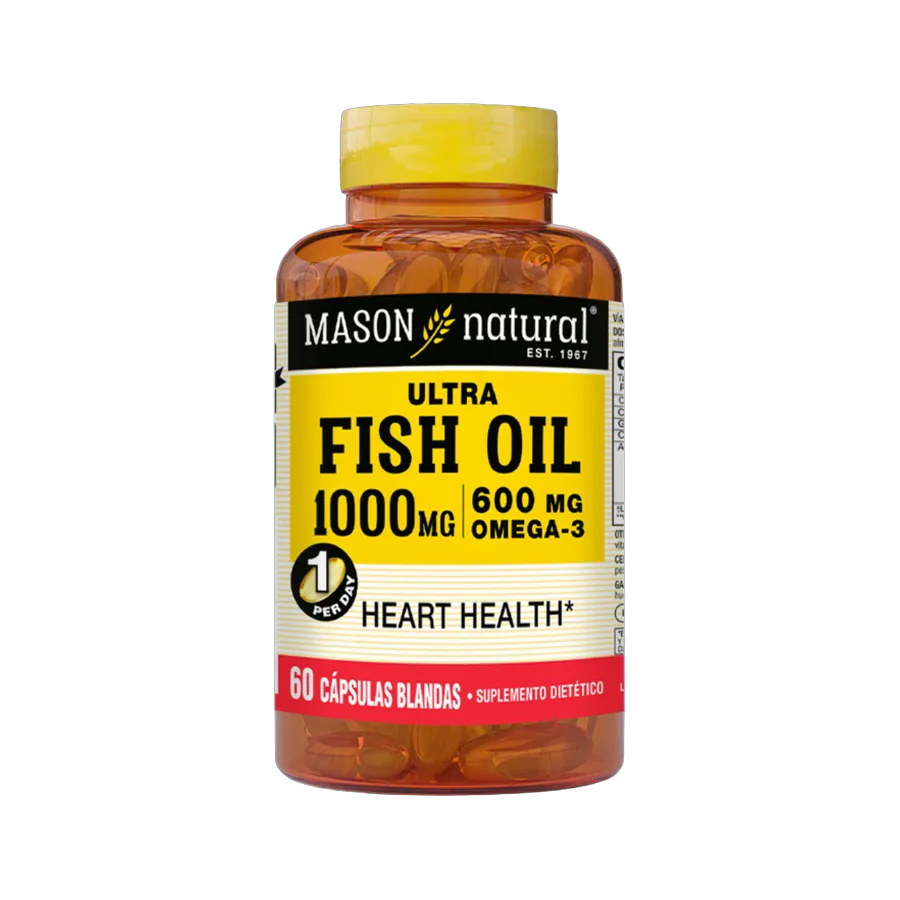 MASON natural®
EST. 1967
ULTRA
FISH OIL
1000MG
600 MG
OMEGA-3
1
PER DAY
HEART HEALTH*
60 CÁPSULAS BLANDAS • SUPLEMENTO DIETÉTICO